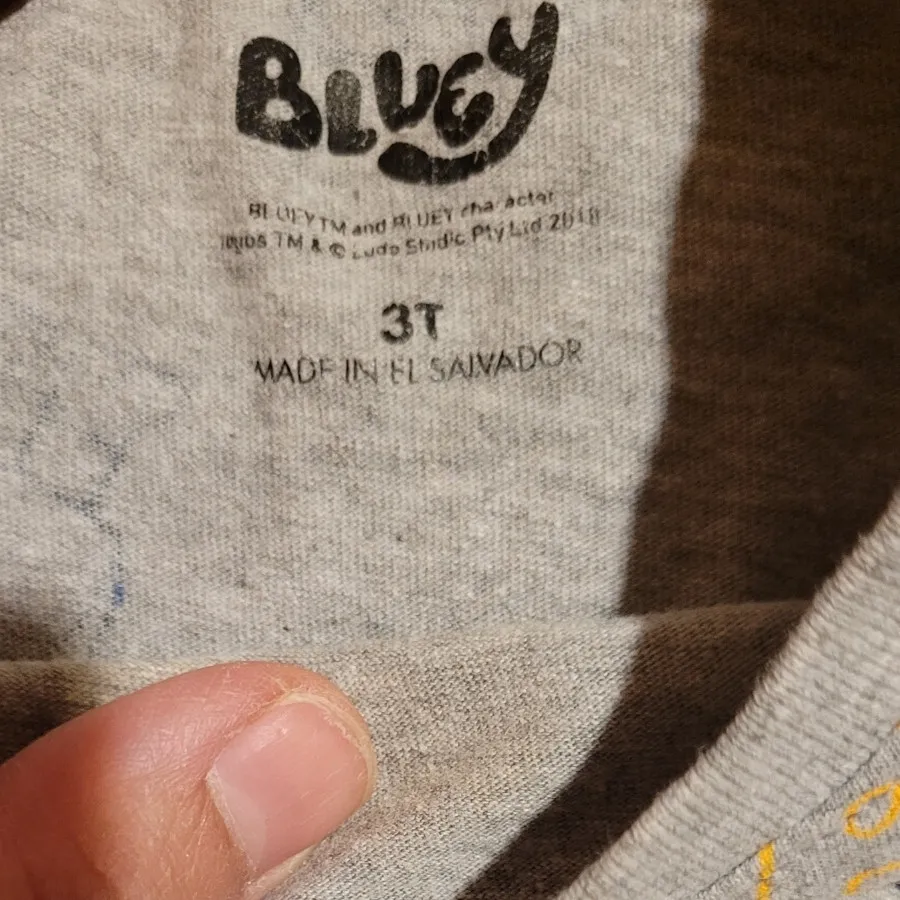 BLUEY
BLUEY TM and BLUEY character
logos TM & © Ludo Studio Pty Ltd 2018
3T
MADE IN EL SALVADOR